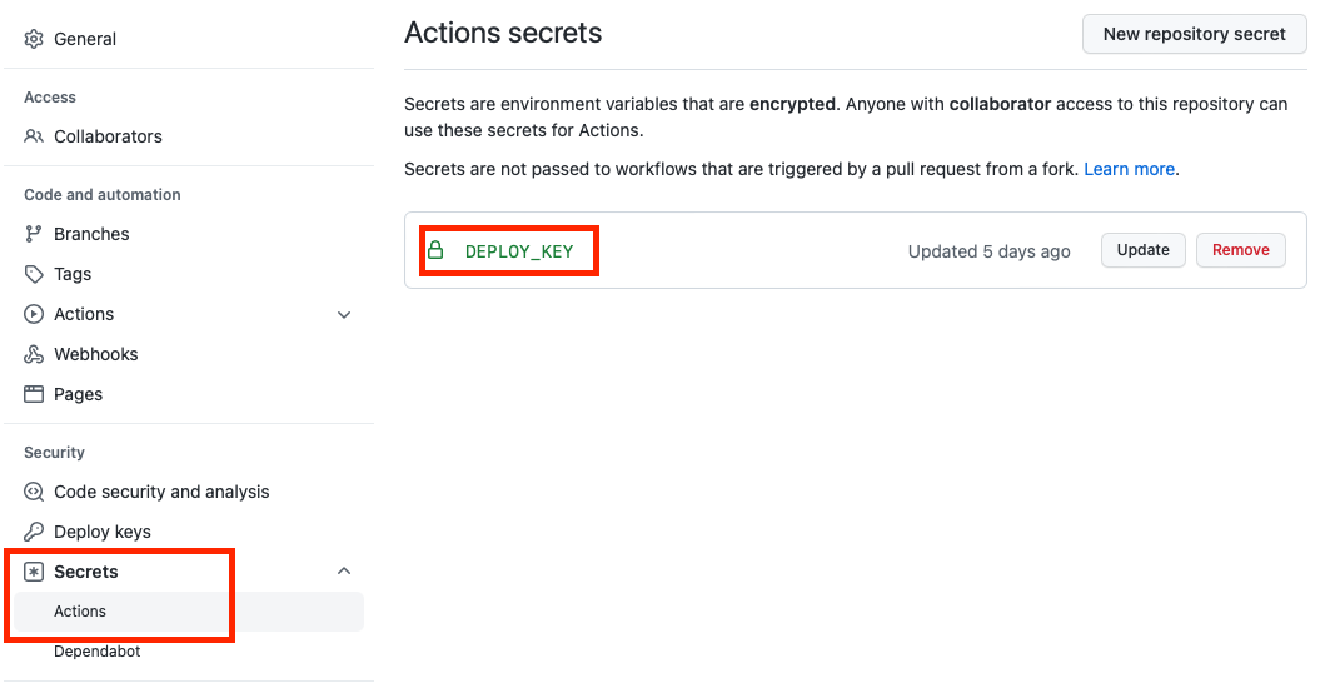 General
Access
Collaborators
Code and automation
Branches
Tags
Actions
Webhooks
Pages
Security
Code security and analysis
Deploy keys
Secrets
Actions
Dependabot
Actions secrets
New repository secret
Secrets are environment variables that are encrypted. Anyone with collaborator access to this repository can
use these secrets for Actions.
Secrets are not passed to workflows that are triggered by a pull request from a fork. Learn more.
DEPLOY_KEY
Updated 5 days ago
Update
Remove